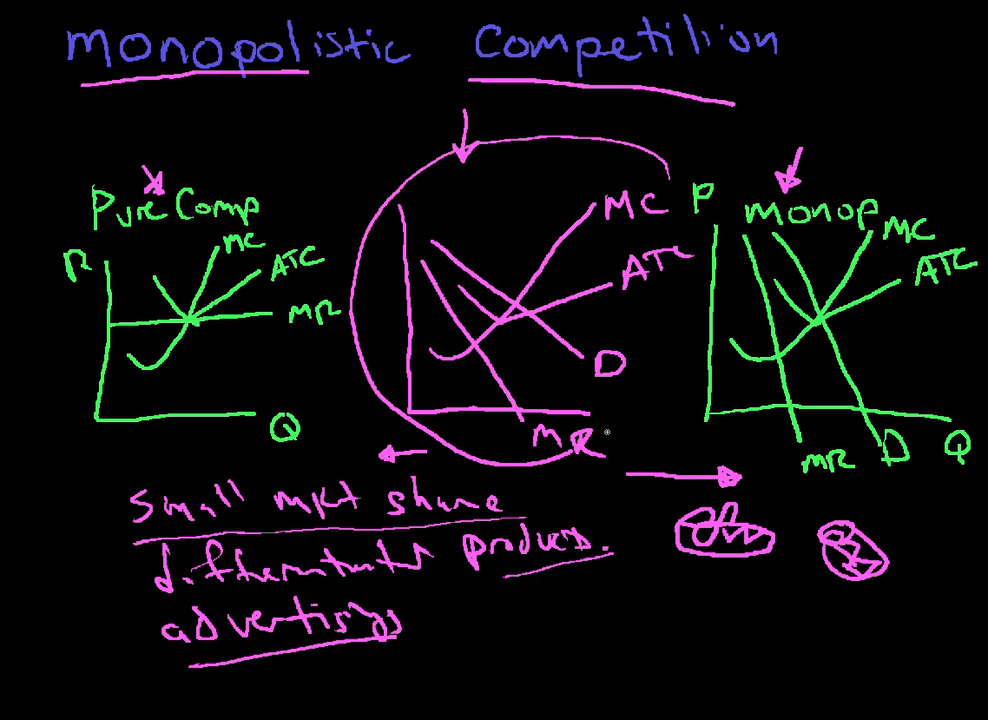 Monopolistic Competition
Pure Comp
P
MC
ATC
MR
Q
MC
ATC
D
MR
P
Monop
MC
ATC
MR
D
Q
Small mkt share
products.
advertising